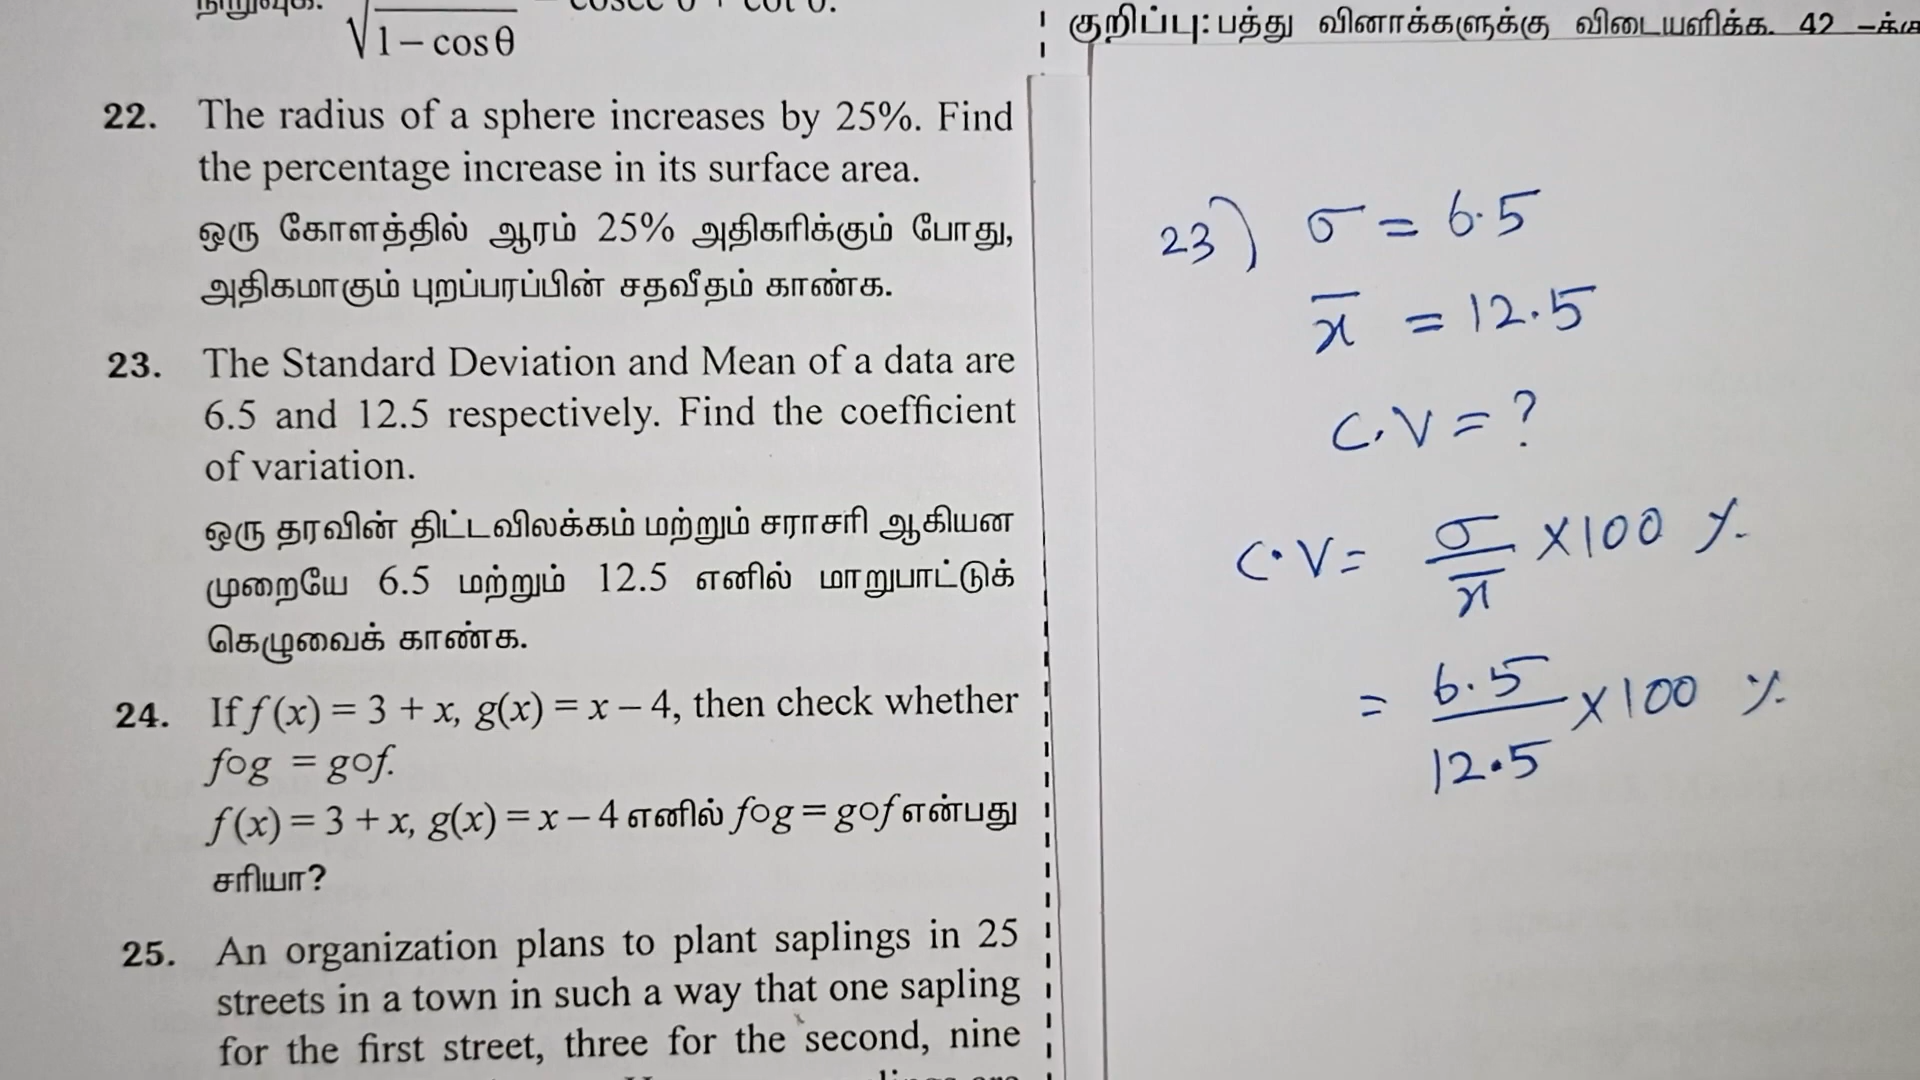 நிறுவுக. √1 – cosθ = cosec θ + cot θ.
22. The radius of a sphere increases by 25%. Find
the percentage increase in its surface area.
ஒரு கோளத்தில் ஆரம் 25% அதிகரிக்கும் போது,
அதிகமாகும் புறப்பரப்பின் சதவீதம் காண்க.
23. The Standard Deviation and Mean of a data are
6.5 and 12.5 respectively. Find the coefficient
of variation.
ஒரு தரவின் திட்டவிலக்கம் மற்றும் சராசரி ஆகியன
முறையே 6.5 மற்றும் 12.5 எனில் மாறுபாட்டுக்
கெழுவைக் காண்க.
24. If f(x) = 3 + x, g(x) = x – 4, then check whether
fog = gof.
f(x) = 3 + x, g(x) = x – 4 எனில் fog = gof என்பது
சரியா?
25. An organization plans to plant saplings in 25
streets in a town in such a way that one sapling
for the first street, three for the second, nine
குறிப்பு: பத்து வினாக்களுக்கு விடையளிக்க. 42 –க்கு
23) σ = 6.5
x̅ = 12.5
C.V = ?
C.V = σ/x̅ ×100 %
= 6.5/12.5 ×100 %